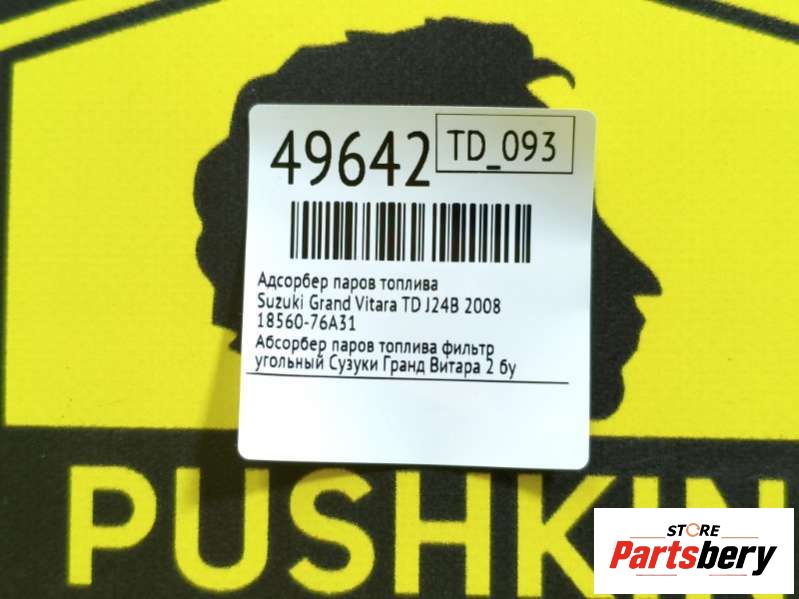 49642
TD_093
Адсорбер паров топлива
Suzuki Grand Vitara TD J24B 2008
18560-76A31
Абсорбер паров топлива фильтр
угольный Сузуки Гранд Витара 2 бу
PUSHKIN
STORE
Partsbery